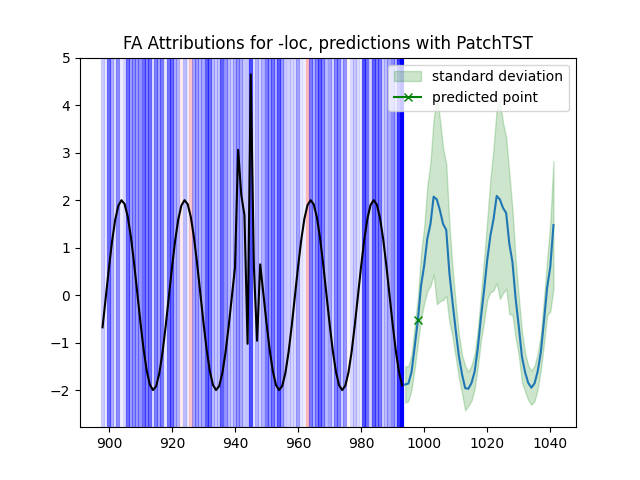 FA Attributions for -loc, predictions with PatchTST
5
4
3
2
1
0
−1
−2
standard deviation
predicted point
900 920 940 960 980 1000 1020 1040